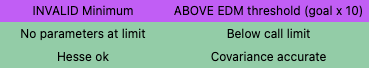 INVALID Minimum ABOVE EDM threshold (goal x 10)
No parameters at limit Below call limit
Hesse ok Covariance accurate